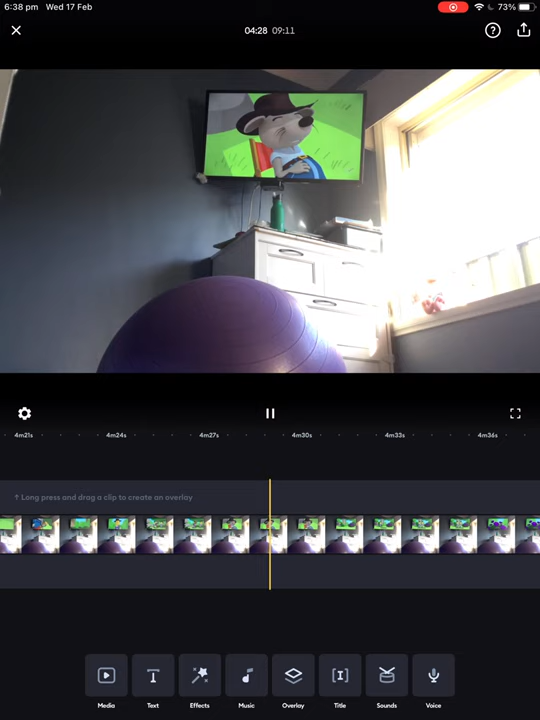 6:38 pm Wed 17 Feb 73%
04:28 09:11
4m21s 4m24s 4m27s 4m30s 4m33s 4m36s
↑ Long press and drag a clip to create an overlay
Media Text Effects Music Overlay Title Sounds Voice